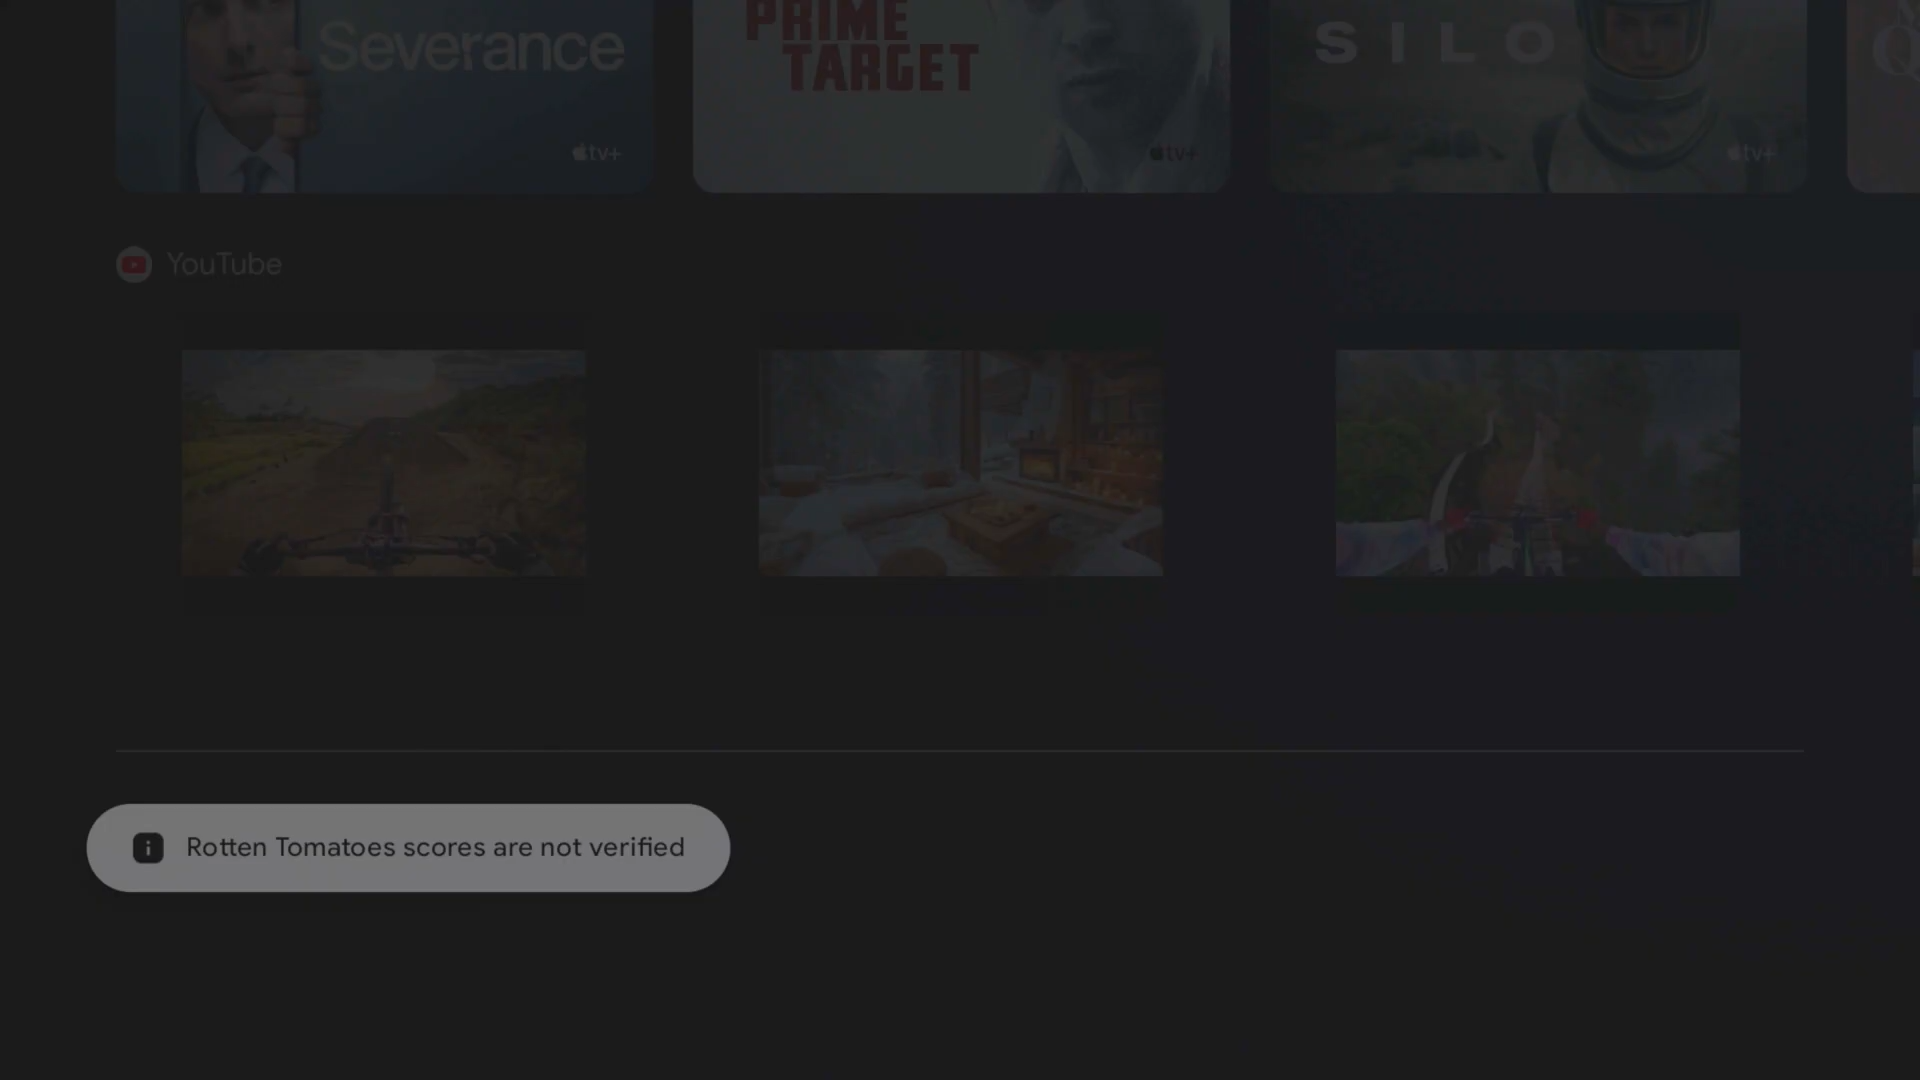 Severance
PRIME
TARGET
SILO
tv+
tv+
tv+
YouTube
Rotten Tomatoes scores are not verified